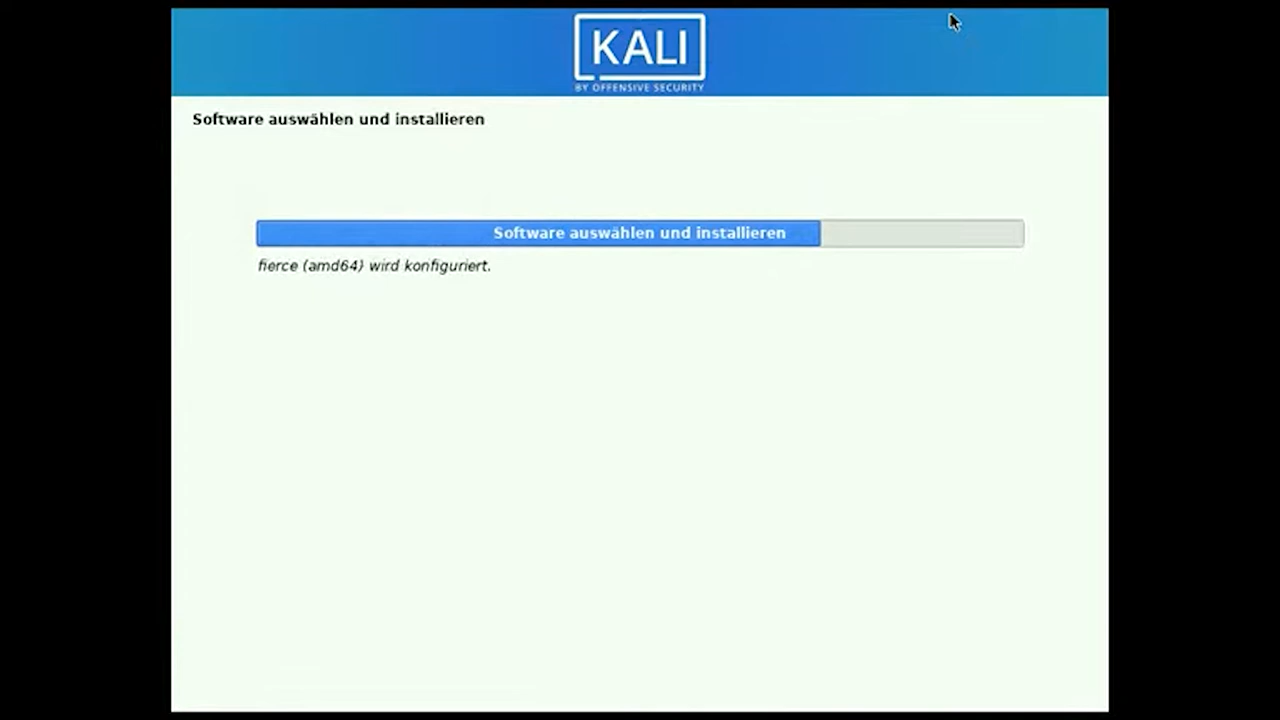 KALI
BY OFFENSIVE SECURITY
Software auswählen und installieren
Software auswählen und installieren
fierce (amd64) wird konfiguriert.